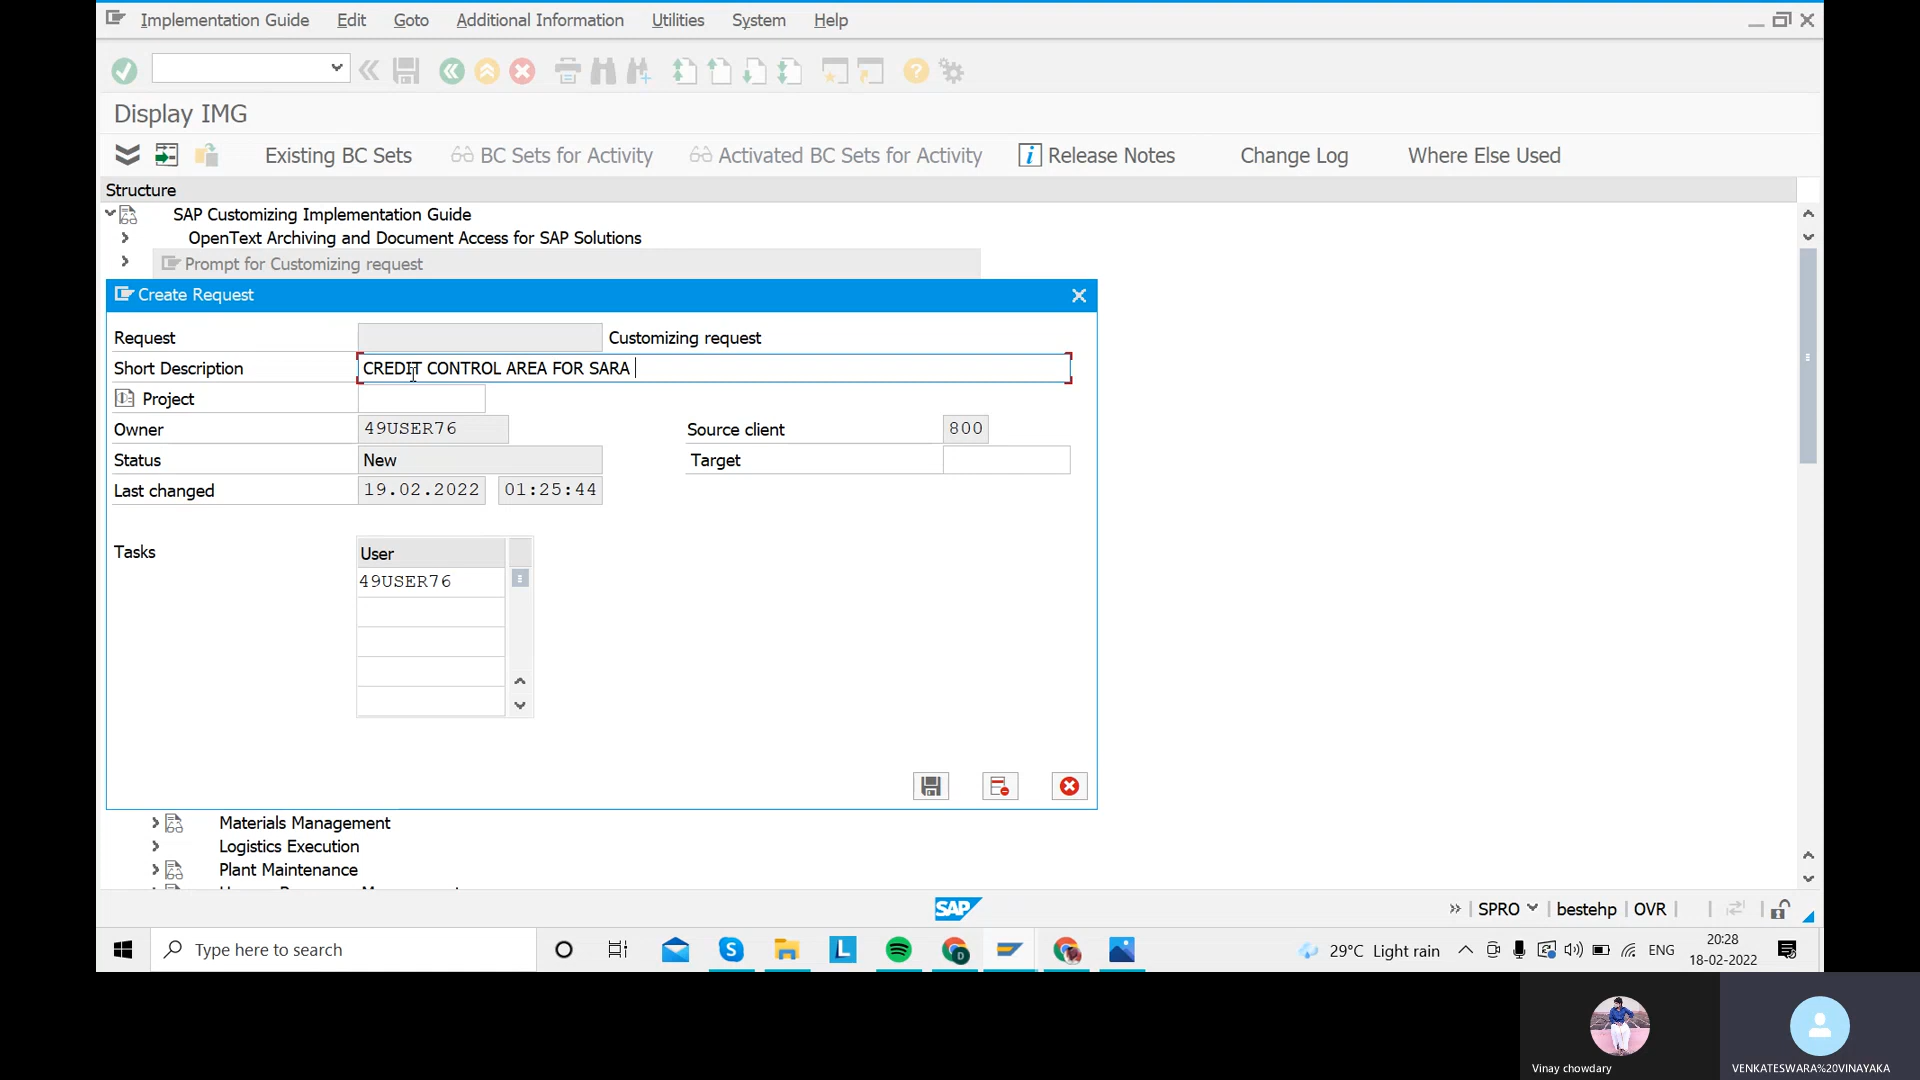 Implementation Guide Edit Goto Additional Information Utilities System Help
Display IMG
Existing BC Sets BC Sets for Activity Activated BC Sets for Activity Release Notes Change Log Where Else Used
Structure
SAP Customizing Implementation Guide
OpenText Archiving and Document Access for SAP Solutions
Prompt for Customizing request
Create Request
Request Customizing request
Short Description CREDIT CONTROL AREA FOR SARA
Project
Owner 49USER76 Source client 800
Status New Target
Last changed 19.02.2022 01:25:44
Tasks User
49USER76
Materials Management
Logistics Execution
Plant Maintenance
SAP SPRO bestehp OVR
Type here to search 29°C Light rain ENG 20:28
18-02-2022
Vinay chowdary VENKATESWARA%20VINAYAKA